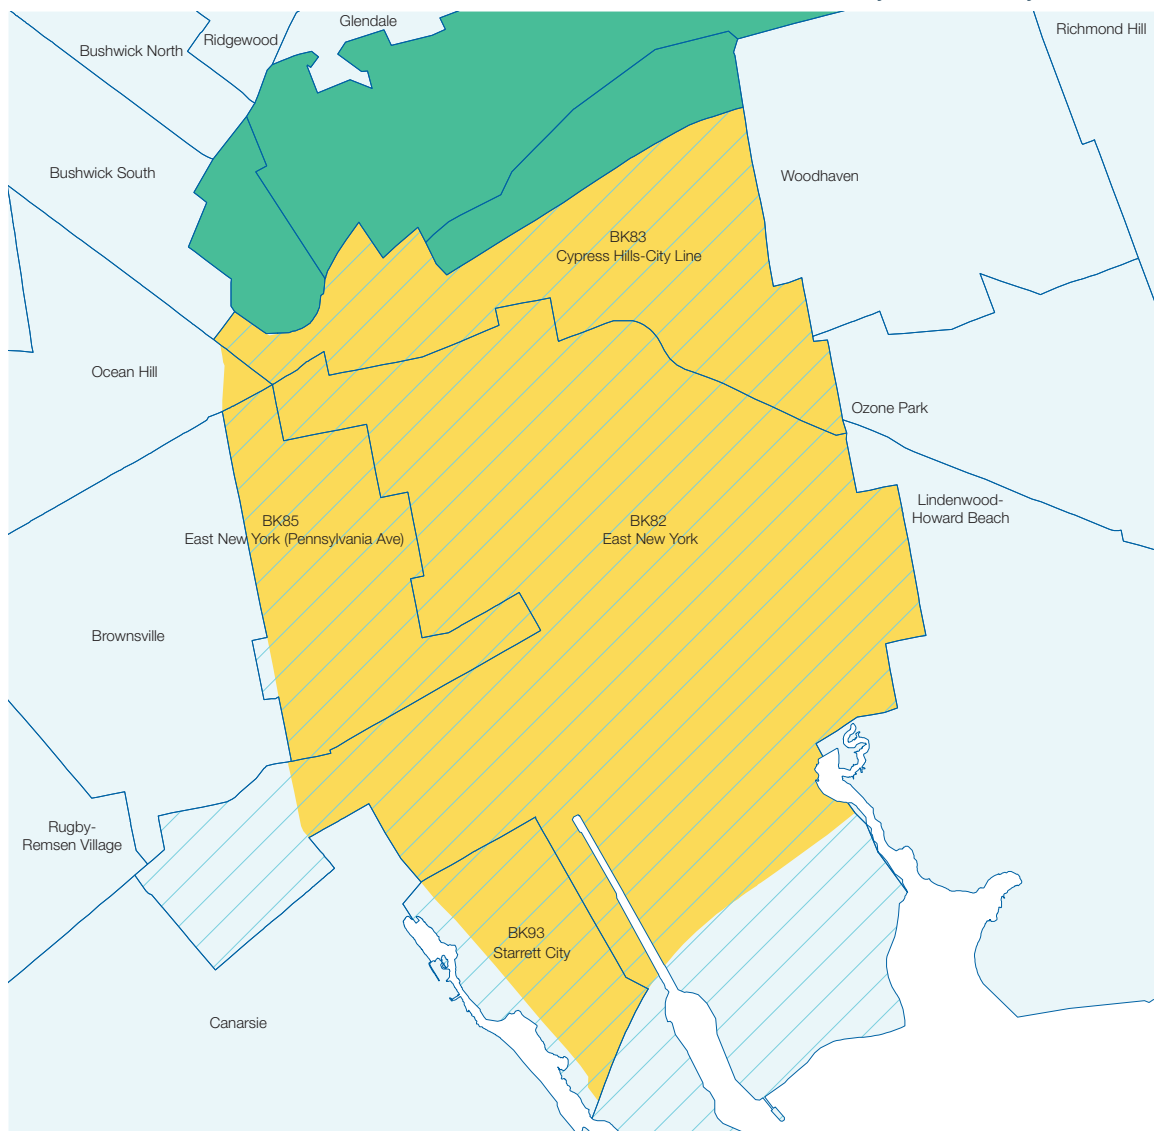 Glendale
Richmond Hill
Ridgewood
Bushwick North
Bushwick South
Woodhaven
BK83
Cypress Hills-City Line
Ocean Hill
Ozone Park
Lindenwood-
Howard Beach
BK85
East New York (Pennsylvania Ave)
BK82
East New York
Brownsville
Rugby-
Remsen Village
BK93
Starrett City
Canarsie